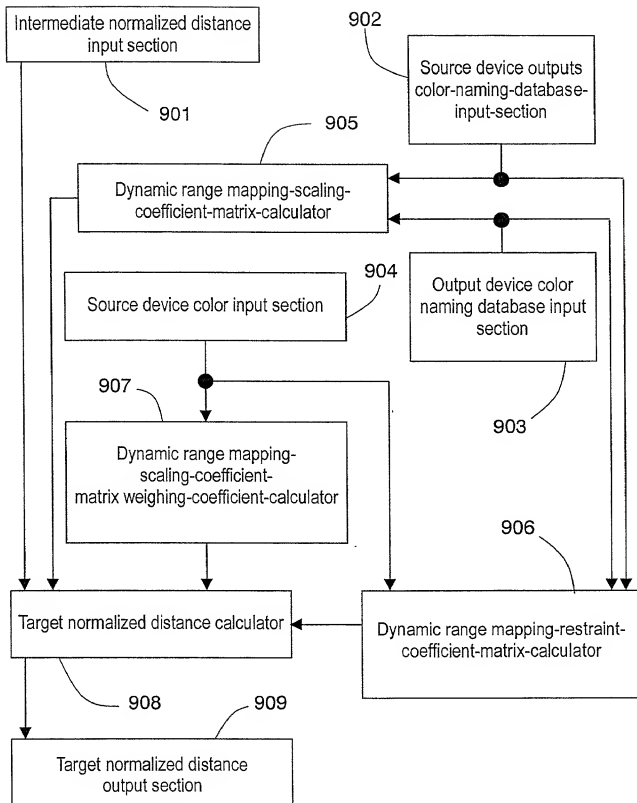 Intermediate normalized distance
input section
901
902
Source device outputs
color-naming-database-
input-section
905
Dynamic range mapping-scaling-
coefficient-matrix-calculator
904
Source device color input section
Output device color
naming database input
section
903
907
Dynamic range mapping-
scaling-coefficient-
matrix weighing-coefficient-calculator
906
Target normalized distance calculator
Dynamic range mapping-restraint-
coefficient-matrix-calculator
908
909
Target normalized distance
output section